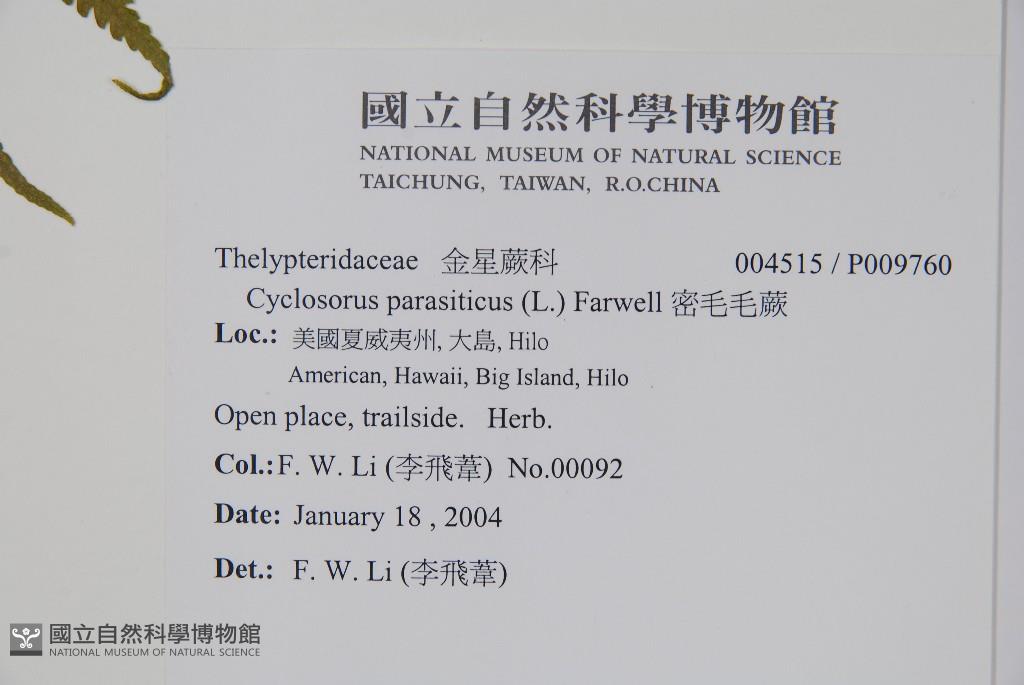 國立自然科學博物館
NATIONAL MUSEUM OF NATURAL SCIENCE
TAICHUNG, TAIWAN, R.O.CHINA
Thelypteridaceae 金星蕨科 004515 / P009760
Cyclosorus parasiticus (L.) Farwell 密毛毛蕨
Loc.: 美國夏威夷州, 大島, Hilo
American, Hawaii, Big Island, Hilo
Open place, trailside. Herb.
Col.:F. W. Li (李飛葦) No.00092
Date: January 18 , 2004
Det.: F. W. Li (李飛葦)
國立自然科學博物館
NATIONAL MUSEUM OF NATURAL SCIENCE